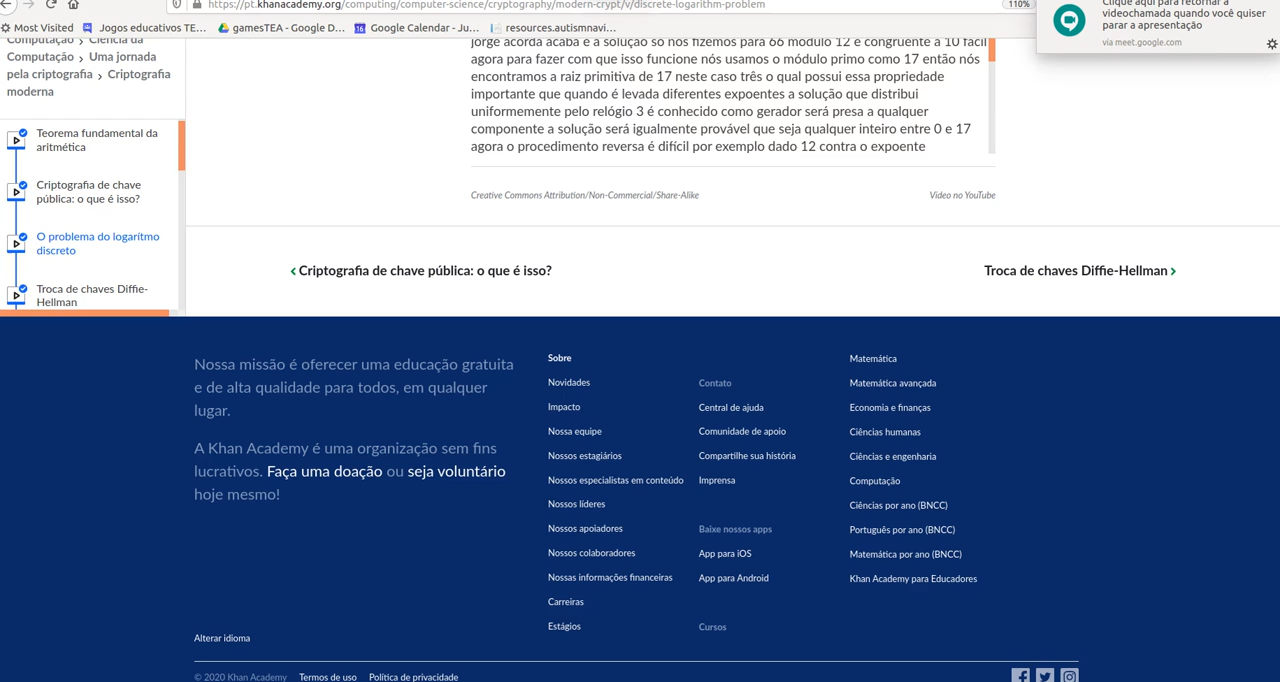 https://pt.khanacademy.org/computing/computer-science/cryptography/modern-crypt/v/discrete-logarithm-problem
110%
Most Visited
Jogos educativos TE...
gamesTEA - Google D...
Google Calendar - Ju...
resources.autismnavi...
Clique aqui para retornar à
videochamada quando você quiser
parar a apresentação
via meet.google.com
Computação > Ciência da
Computação > Uma jornada
pela criptografia > Criptografia
moderna
Teorema fundamental da
aritmética
Criptografia de chave
pública: o que é isso?
O problema do logarítmo
discreto
Troca de chaves Diffie-
Hellman
jorge acorda acaba e a solução só nos fizemos para 66 módulo 12 e congruente a 10 fácil
agora para fazer com que isso funcione nós usamos o módulo primo como 17 então nós
encontramos a raiz primitiva de 17 neste caso três o qual possui essa propriedade
importante que quando é levada diferentes expoentes a solução que distribui
uniformemente pelo relógio 3 é conhecido como gerador será presa a qualquer
componente a solução será igualmente provável que seja qualquer inteiro entre 0 e 17
agora o procedimento reversa é difícil por exemplo dado 12 contra o expoente
Creative Commons Attribution/Non-Commercial/Share-Alike
Vídeo no YouTube
‹ Criptografia de chave pública: o que é isso?
Troca de chaves Diffie-Hellman ›
Nossa missão é oferecer uma educação gratuita
e de alta qualidade para todos, em qualquer
lugar.
A Khan Academy é uma organização sem fins
lucrativos. Faça uma doação ou seja voluntário
hoje mesmo!
Alterar idioma
Sobre
Novidades
Impacto
Nossa equipe
Nossos estagiários
Nossos especialistas em conteúdo
Nossos líderes
Nossos apoiadores
Nossos colaboradores
Nossas informações financeiras
Carreiras
Estágios
Contato
Central de ajuda
Comunidade de apoio
Compartilhe sua história
Imprensa
Baixe nossos apps
App para iOS
App para Android
Cursos
Matemática
Matemática avançada
Economia e finanças
Ciências humanas
Ciências e engenharia
Computação
Ciências por ano (BNCC)
Português por ano (BNCC)
Matemática por ano (BNCC)
Khan Academy para Educadores
© 2020 Khan Academy
Termos de uso
Política de privacidade